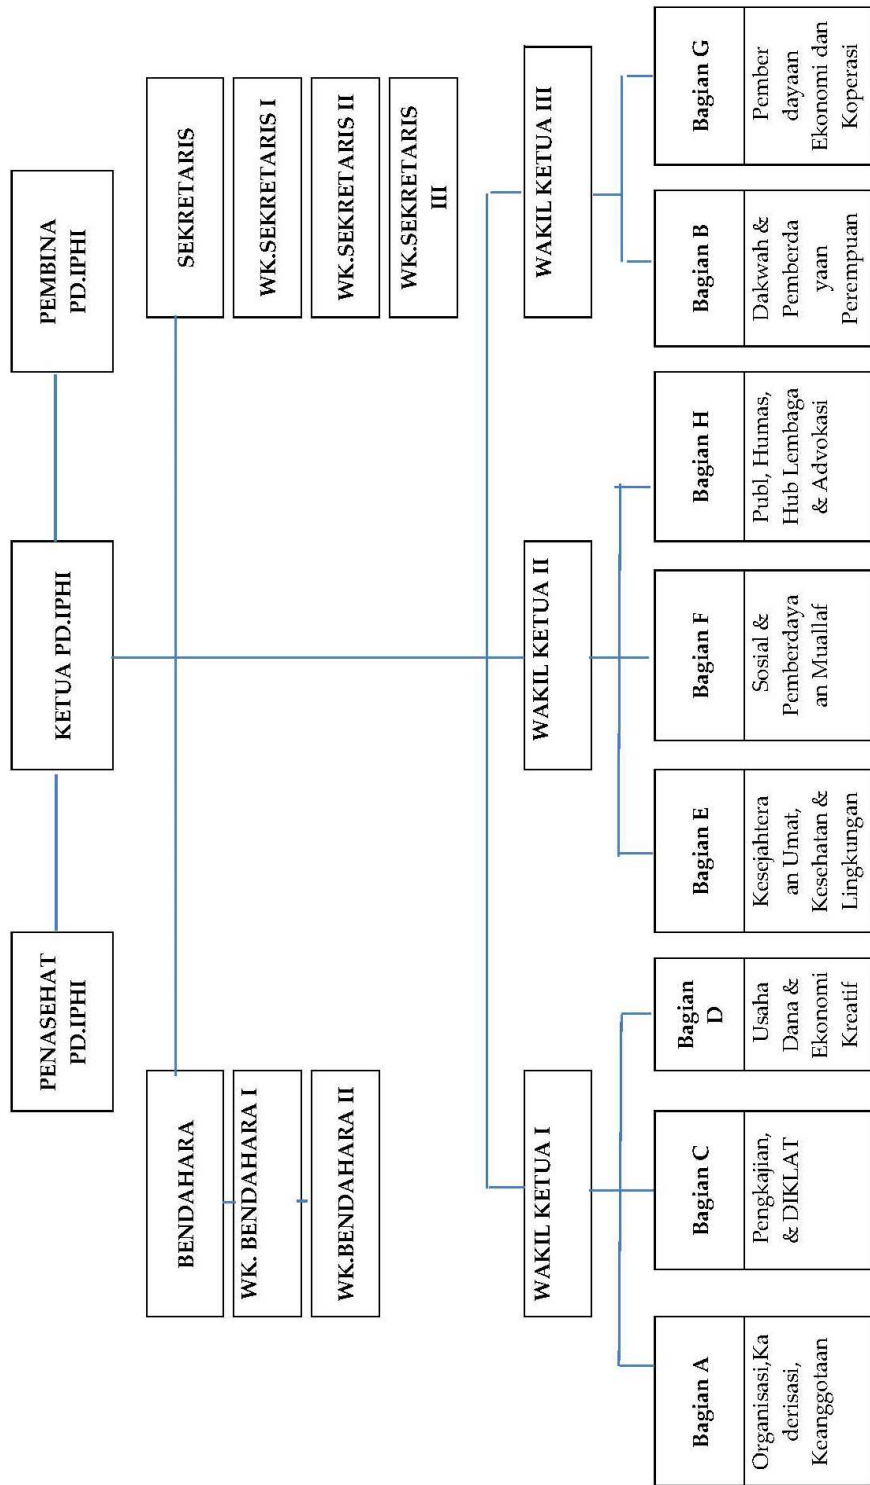 PENASEHAT
PD.IPHI
KETUA PD.IPHI
PEMBINA
PD.IPHI
BENDAHARA
WK. BENDAHARA I
WK.BENDAHARA II
SEKRETARIS
WK.SEKRETARIS I
WK.SEKRETARIS II
WK.SEKRETARIS
III
WAKIL KETUA I
WAKIL KETUA II
WAKIL KETUA III
Bagian A
Organisasi,Ka
derisasi,
Keanggotaan
Bagian C
Pengkajian,
& DIKLAT
Bagian
D
Usaha
Dana &
Ekonomi
Kreatif
Bagian E
Kesejahtera
an Umat,
Kesehatan &
Lingkungan
Bagian F
Sosial &
Pemberdaya
an Muallaf
Bagian H
Publ, Humas,
Hub Lembaga
& Advokasi
Bagian B
Dakwah &
Pemberda
yaan
Perempuan
Bagian G
Pember
dayaan
Ekonomi dan
Koperasi